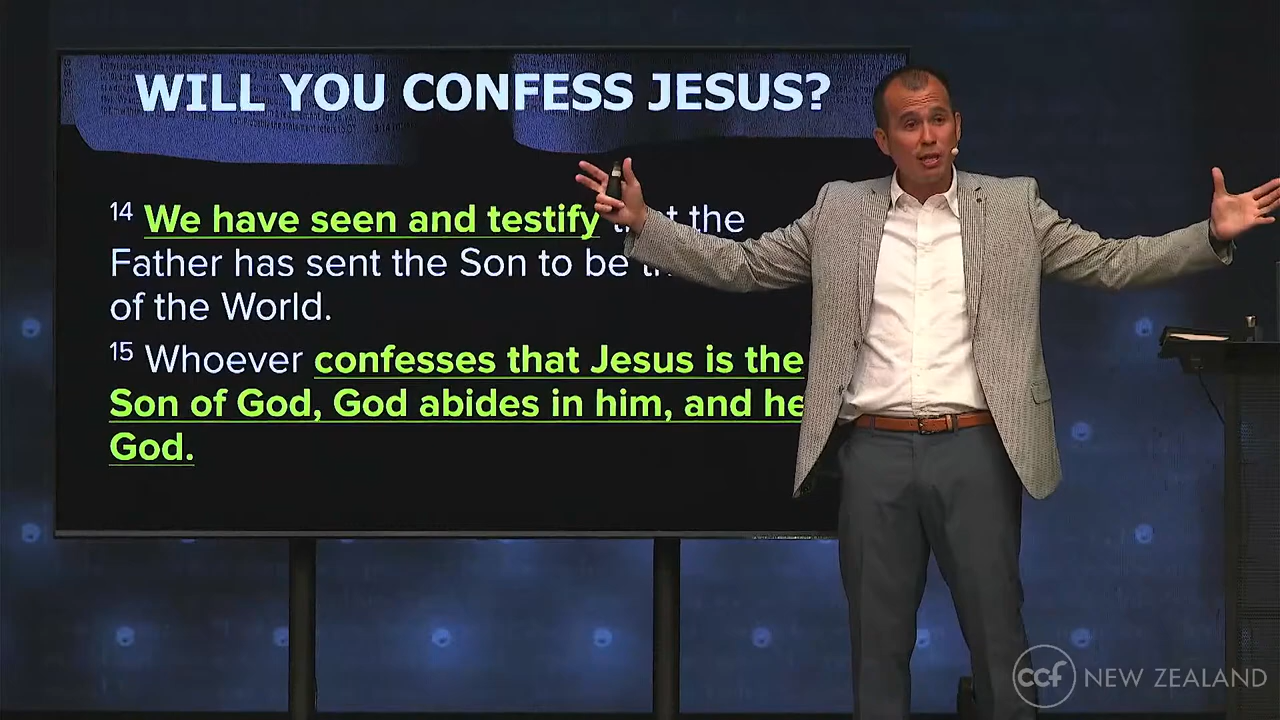 WILL YOU CONFESS JESUS?
14 We have seen and testify the
Father has sent the Son to be
of the World.
15 Whoever confesses that Jesus is the
Son of God, God abides in him, and he
God.
ccf NEW ZEALAND